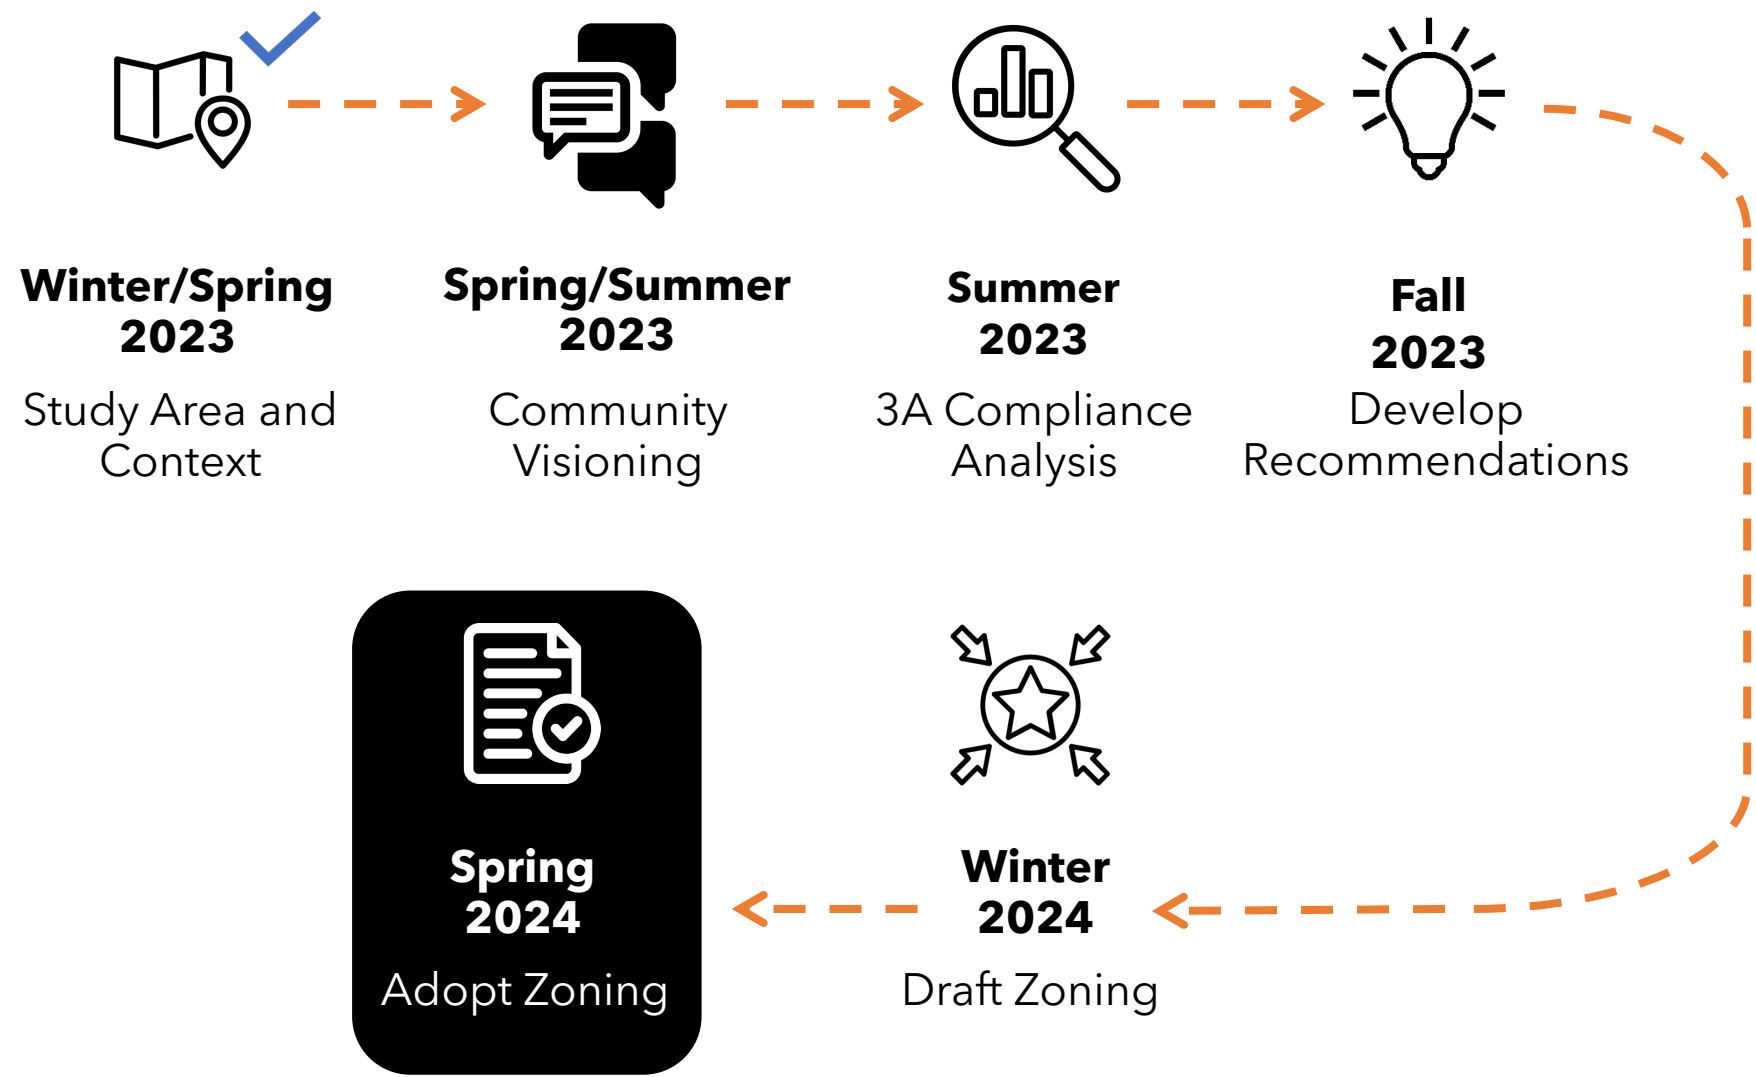 Winter/Spring
2023
Study Area and
Context
Spring/Summer
2023
Community
Visioning
Summer
2023
3A Compliance
Analysis
Fall
2023
Develop
Recommendations
Spring
2024
Adopt Zoning
Winter
2024
Draft Zoning